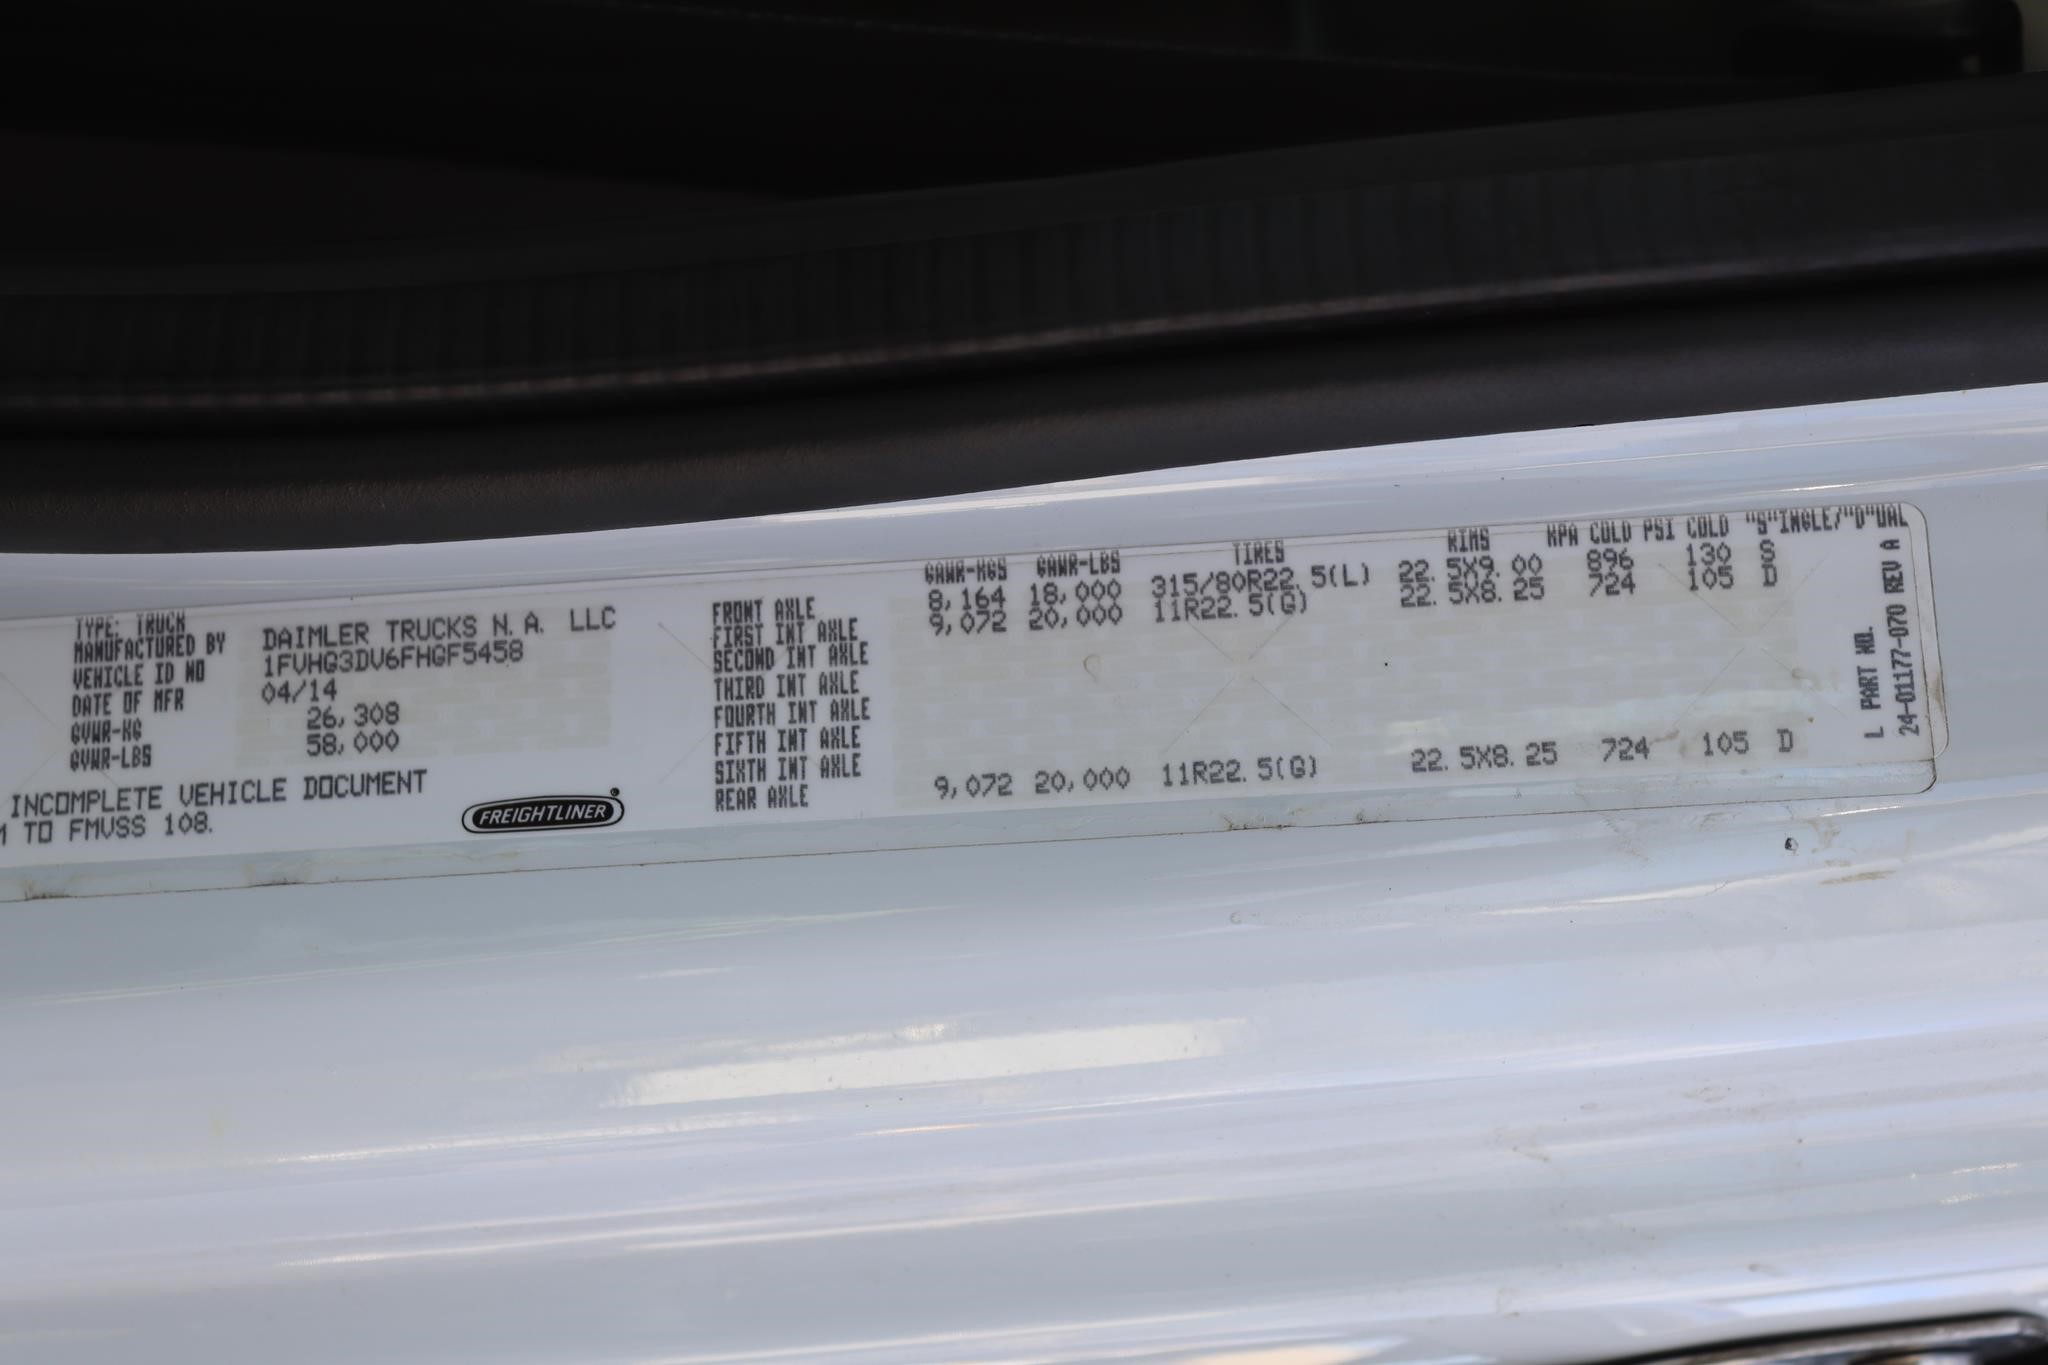 TYPE: TRUCK
MANUFACTURED BY DAIMLER TRUCKS N.A. LLC
VEHICLE ID NO 1FVHG3DV6FHGF5458
DATE OF MFR 04/14
GVWR-KG 26,308
GVWR-LBS 58,000
INCOMPLETE VEHICLE DOCUMENT
TO FMVSS 108.
FREIGHTLINER
GAWR-KGS GAWR-LBS TIRES RIMS KPA COLD PSI COLD "S"INGLE/"D"UAL
FRONT AXLE 8,164 18,000 315/80R22.5(L) 22.5X9.00 896 130 S
FIRST INT AXLE 9,072 20,000 11R22.5(G) 22.5X8.25 724 105 D
SECOND INT AXLE
THIRD INT AXLE
FOURTH INT AXLE
FIFTH INT AXLE
SIXTH INT AXLE
REAR AXLE 9,072 20,000 11R22.5(G) 22.5X8.25 724 105 D
L PART NO.
24-01177-070 REV A